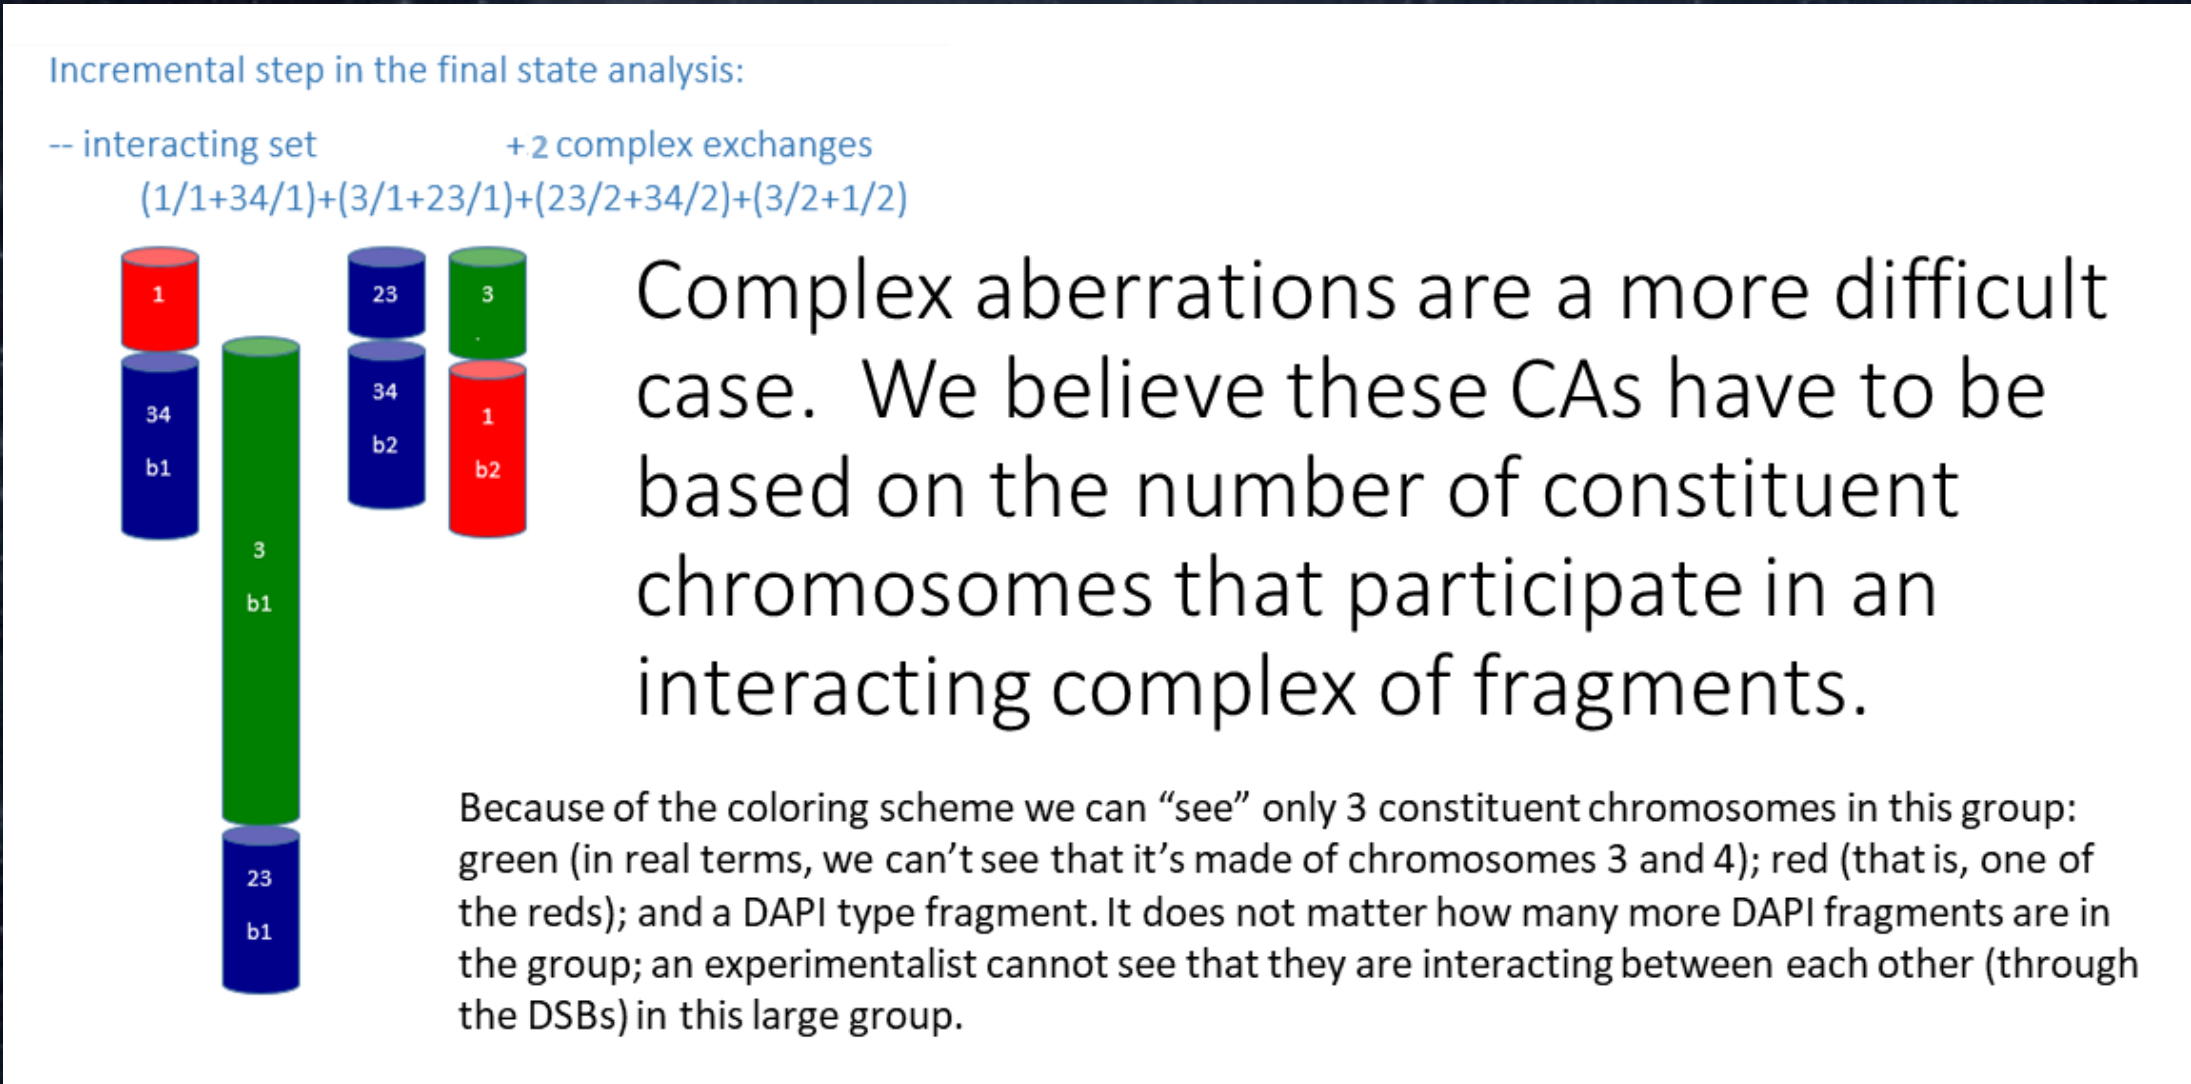 Incremental step in the final state analysis:
-- interacting set + 2 complex exchanges
(1/1+34/1)+(3/1+23/1)+(23/2+34/2)+(3/2+1/2)
1
34
b1
3
b1
23
b1
23
34
b2
3
1
b2
Complex aberrations are a more difficult
case. We believe these CAs have to be
based on the number of constituent
chromosomes that participate in an
interacting complex of fragments.
Because of the coloring scheme we can “see” only 3 constituent chromosomes in this group:
green (in real terms, we can’t see that it’s made of chromosomes 3 and 4); red (that is, one of
the reds); and a DAPI type fragment. It does not matter how many more DAPI fragments are in
the group; an experimentalist cannot see that they are interacting between each other (through
the DSBs) in this large group.